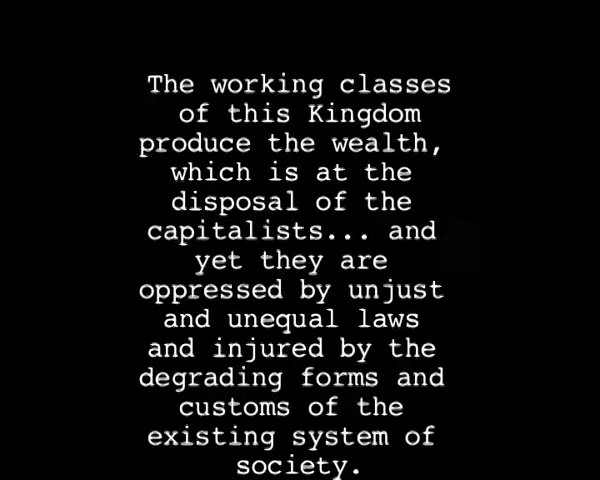 The working classes
of this Kingdom
produce the wealth,
which is at the
disposal of the
capitalists... and
yet they are
oppressed by unjust
and unequal laws
and injured by the
degrading forms and
customs of the
existing system of
society.